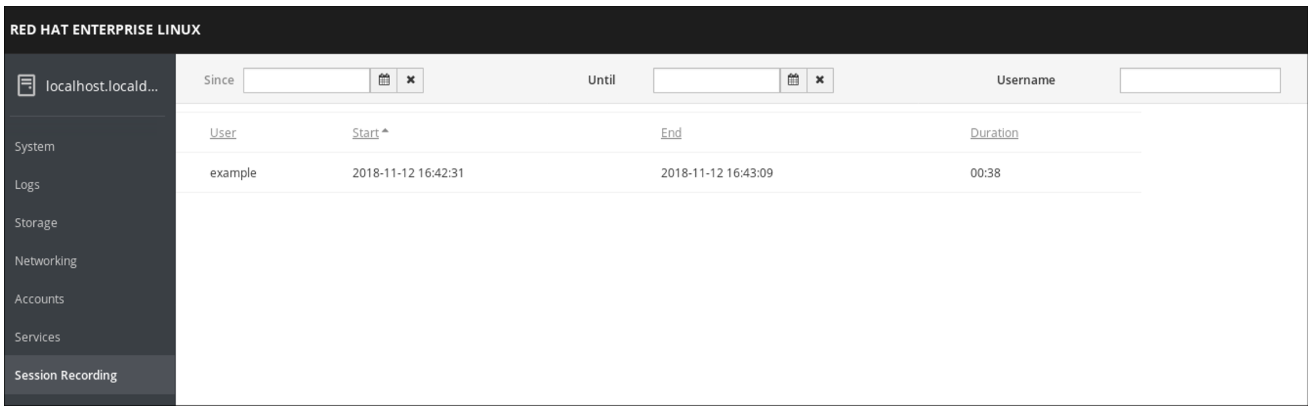 RED HAT ENTERPRISE LINUX
localhost.locald...
Since Until Username
User Start End Duration
example 2018-11-12 16:42:31 2018-11-12 16:43:09 00:38
System
Logs
Storage
Networking
Accounts
Services
Session Recording